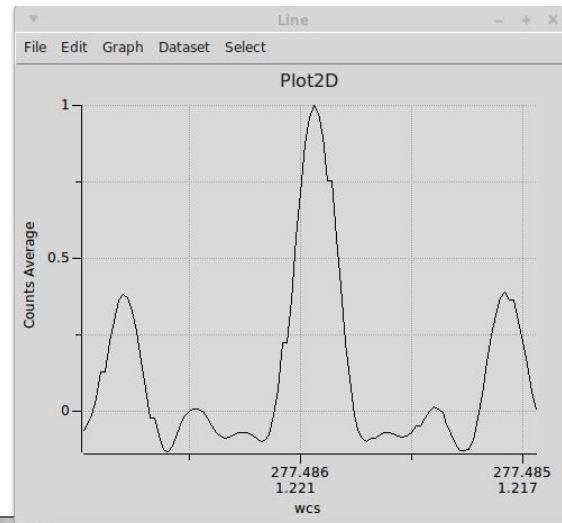 Line
File Edit Graph Dataset Select
Plot2D
1
0.5
0
Counts Average
277.486 277.485
1.221 1.217
wcs